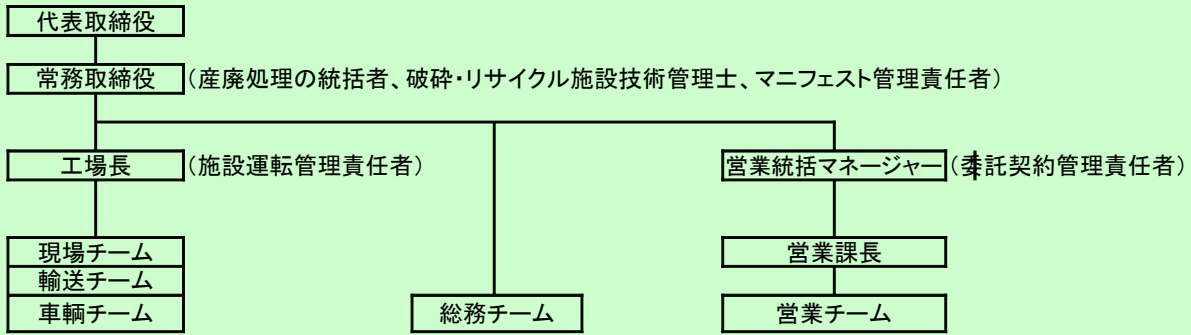 代表取締役
常務取締役 (産廃処理の統括者、破砕・リサイクル施設技術管理士、マニフェスト管理責任者)
工場長 (施設運転管理責任者) 営業統括マネージャー (委託契約管理責任者)
現場チーム 営業課長
輸送チーム
車輌チーム 総務チーム 営業チーム